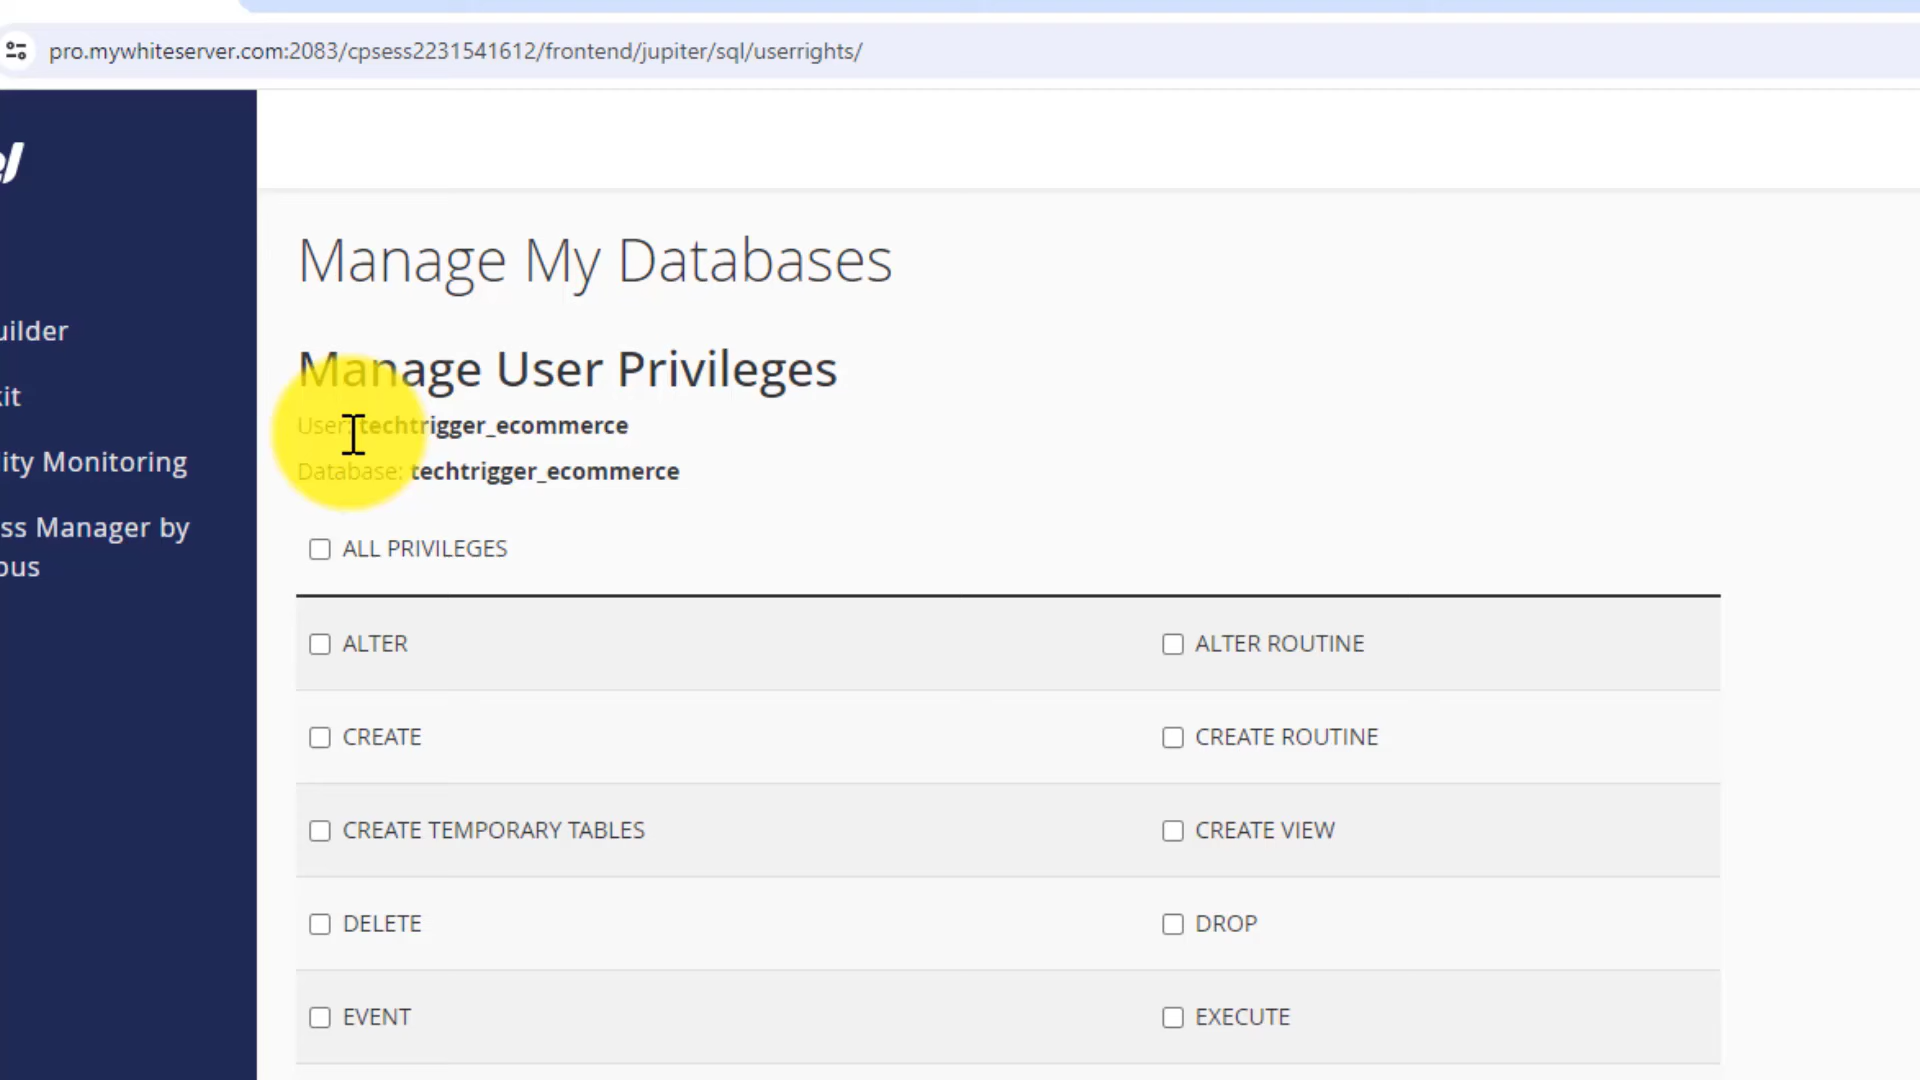 pro.mywhiteserver.com:2083/cpsess2231541612/frontend/jupiter/sql/userrights/
uilder
kit
ity Monitoring
ss Manager by
ous
Manage My Databases
Manage User Privileges
User: techtrigger_ecommerce
Database: techtrigger_ecommerce
ALL PRIVILEGES
ALTER
ALTER ROUTINE
CREATE
CREATE ROUTINE
CREATE TEMPORARY TABLES
CREATE VIEW
DELETE
DROP
EVENT
EXECUTE